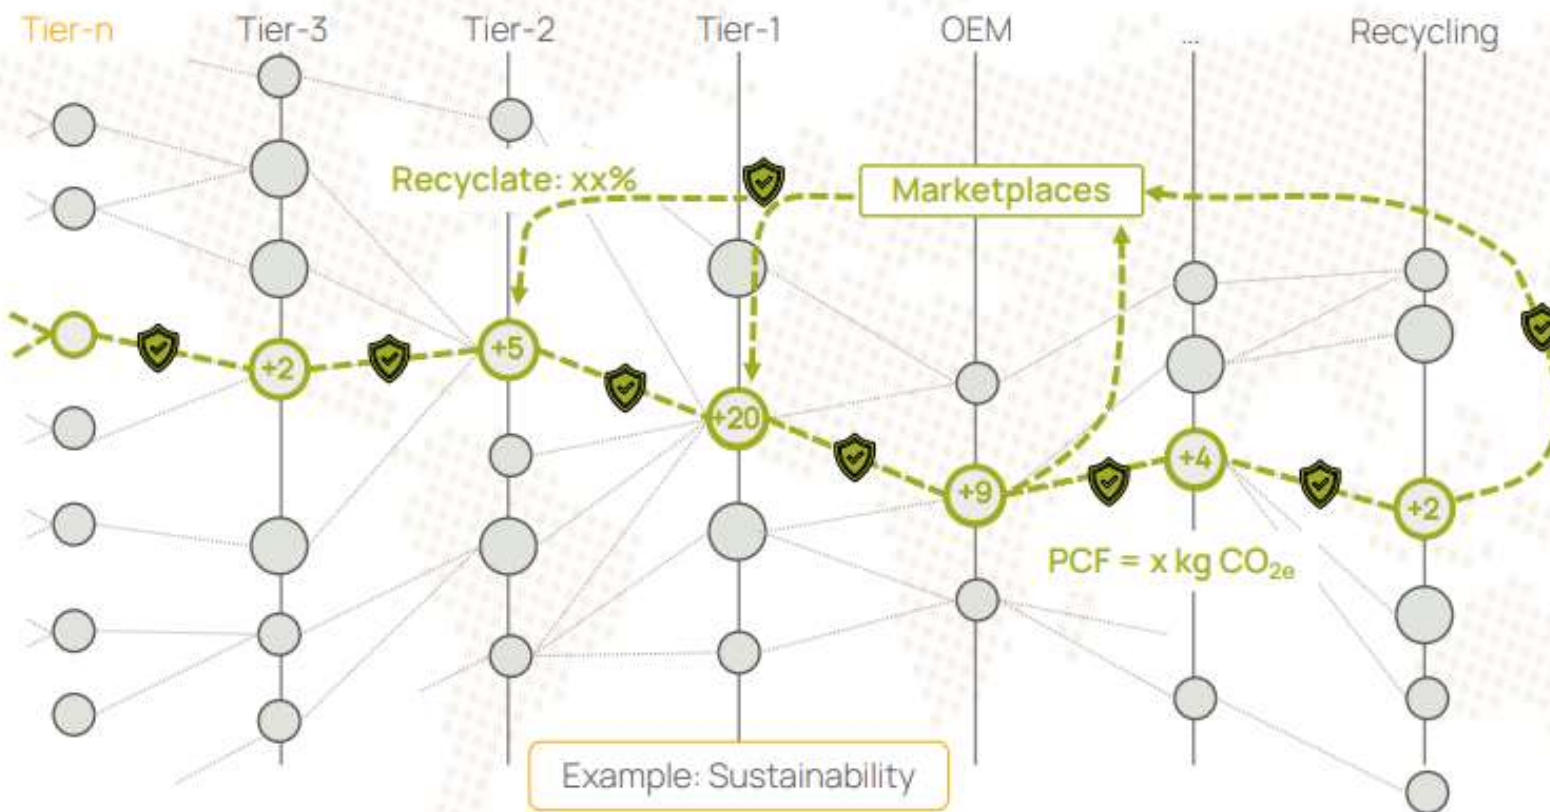 Tier-n Tier-3 Tier-2 Tier-1 OEM ... Recycling
Recyclate: xx%
Marketplaces
+2 +5 +20 +9 +4 +2
PCF = x kg CO₂ₑ
Example: Sustainability